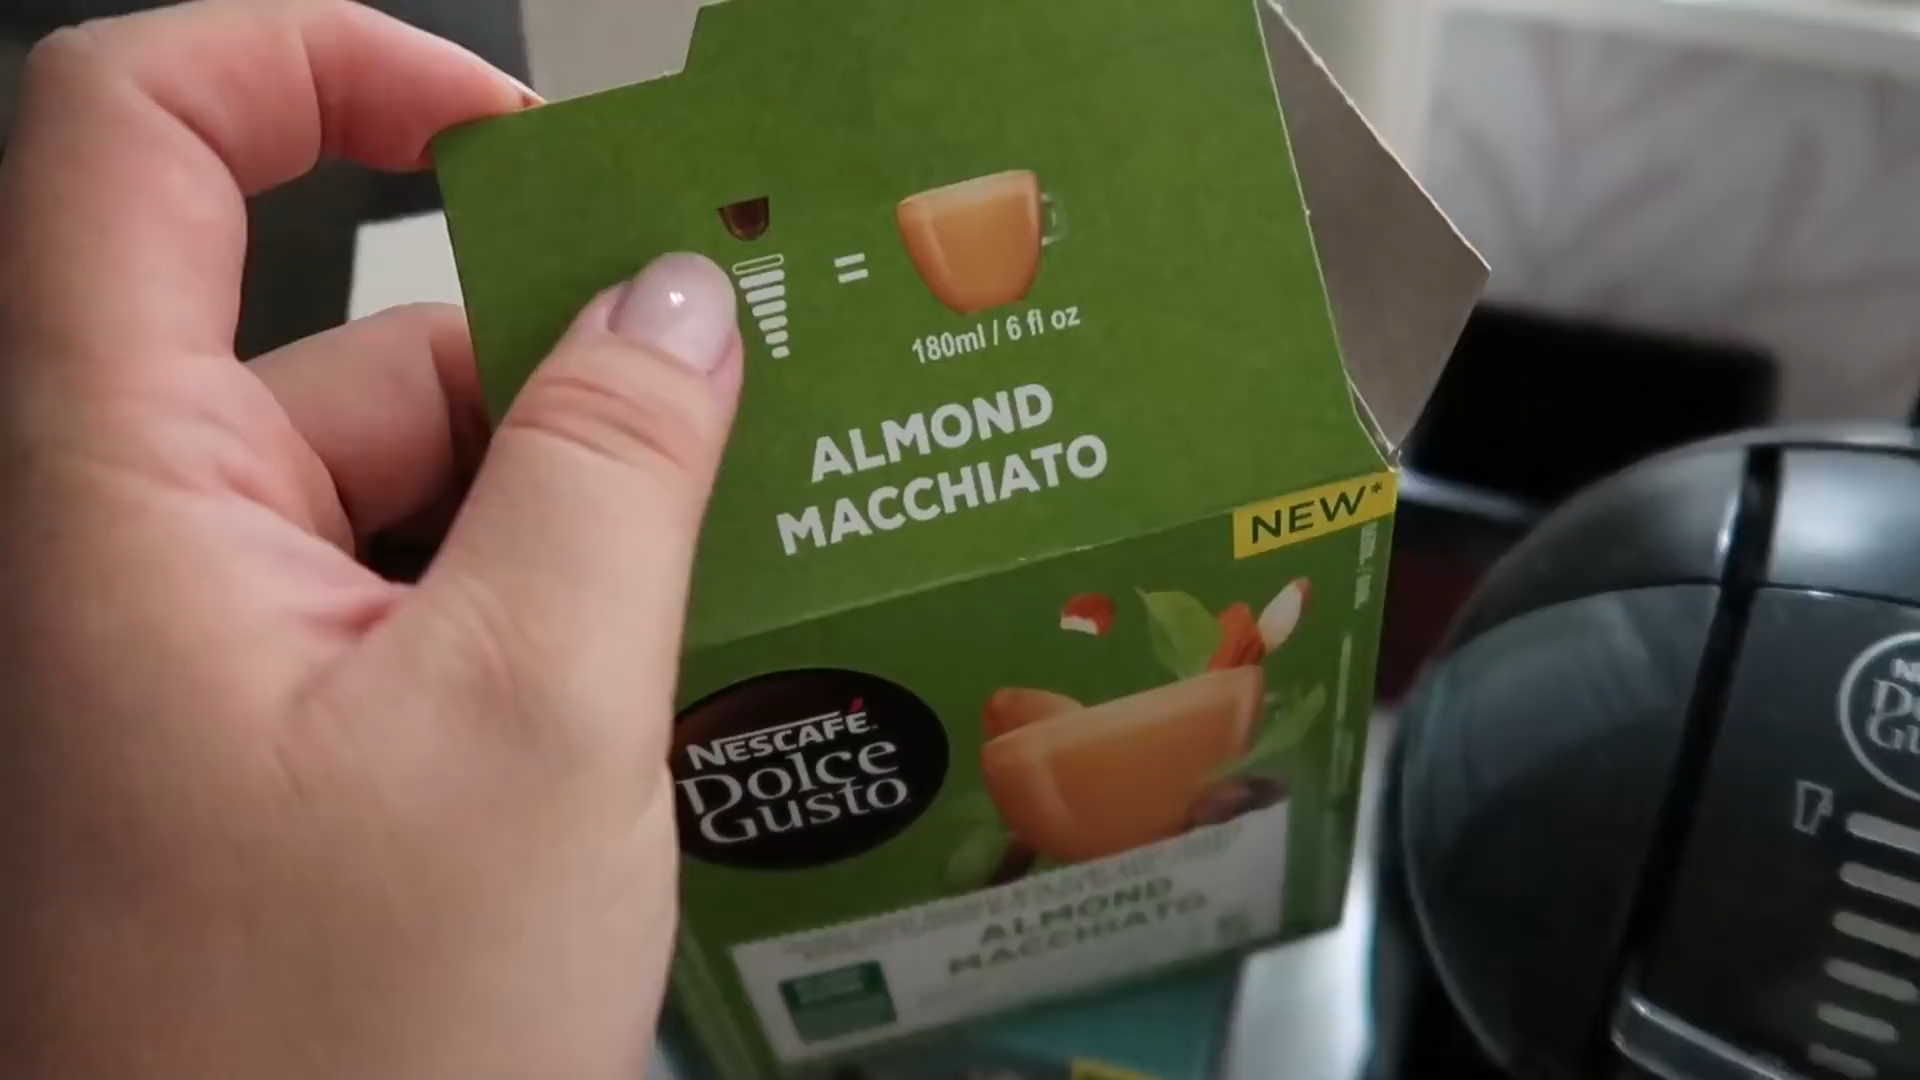 =
180ml / 6 fl oz
ALMOND
MACCHIATO
NEW*
NESCAFÉ.
Dolce
Gusto
ALMOND
MACCHIATO